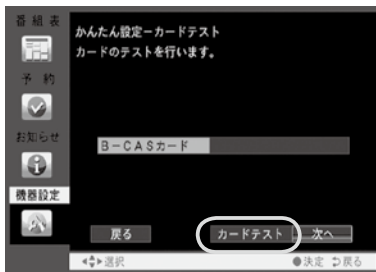 番組表
かんたん設定ーカードテスト
カードのテストを行います。
予約
お知らせ
B－CASカード
機器設定
戻る
カードテスト
次へ
選択
決定
戻る